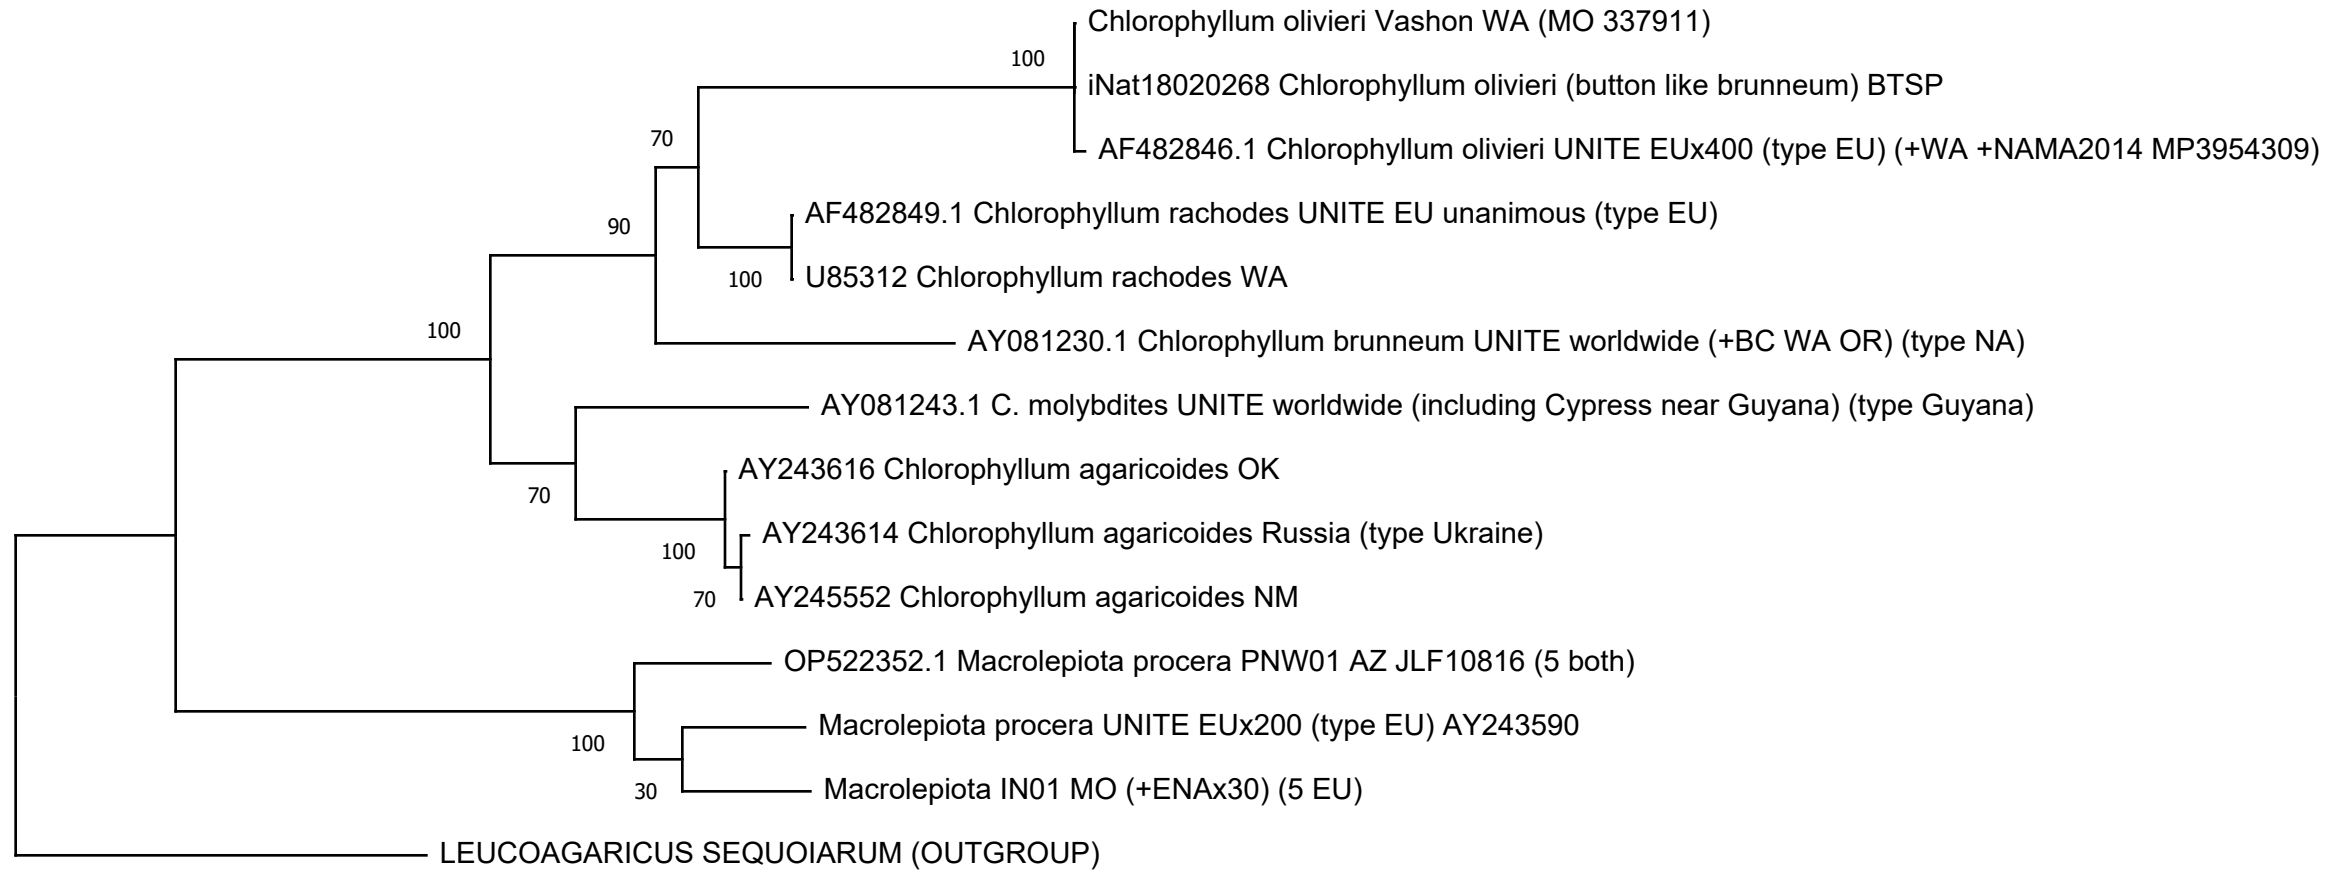 Chlorophyllum olivieri Vashon WA (MO 337911)
100
iNat18020268 Chlorophyllum olivieri (button like brunneum) BTSP
70
AF482846.1 Chlorophyllum olivieri UNITE EUx400 (type EU) (+WA +NAMA2014 MP3954309)
AF482849.1 Chlorophyllum rachodes UNITE EU unanimous (type EU)
90
100
U85312 Chlorophyllum rachodes WA
100
AY081230.1 Chlorophyllum brunneum UNITE worldwide (+BC WA OR) (type NA)
AY081243.1 C. molybdites UNITE worldwide (including Cypress near Guyana) (type Guyana)
AY243616 Chlorophyllum agaricoides OK
70
AY243614 Chlorophyllum agaricoides Russia (type Ukraine)
100
70
AY245552 Chlorophyllum agaricoides NM
OP522352.1 Macrolepiota procera PNW01 AZ JLF10816 (5 both)
Macrolepiota procera UNITE EUx200 (type EU) AY243590
100
30
Macrolepiota IN01 MO (+ENAx30) (5 EU)
LEUCOAGARICUS SEQUOIARUM (OUTGROUP)